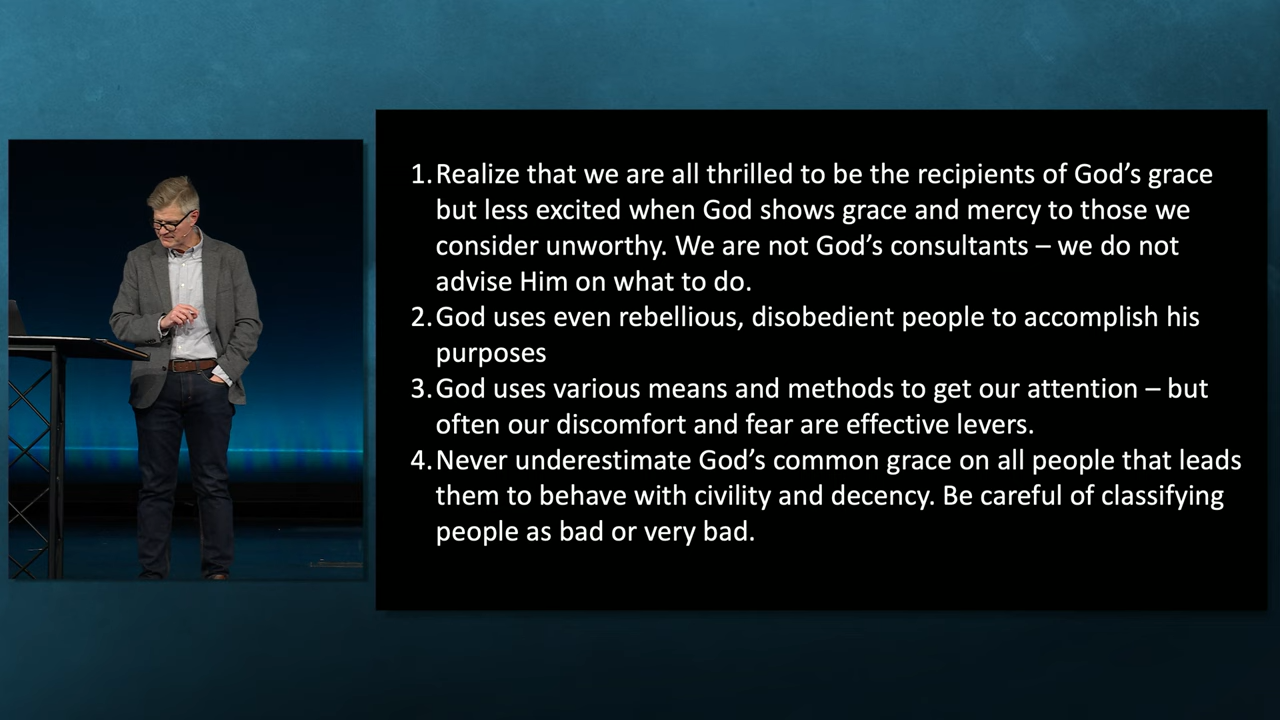 1. Realize that we are all thrilled to be the recipients of God’s grace
but less excited when God shows grace and mercy to those we
consider unworthy. We are not God’s consultants – we do not
advise Him on what to do.
2. God uses even rebellious, disobedient people to accomplish his
purposes
3. God uses various means and methods to get our attention – but
often our discomfort and fear are effective levers.
4. Never underestimate God’s common grace on all people that leads
them to behave with civility and decency. Be careful of classifying
people as bad or very bad.